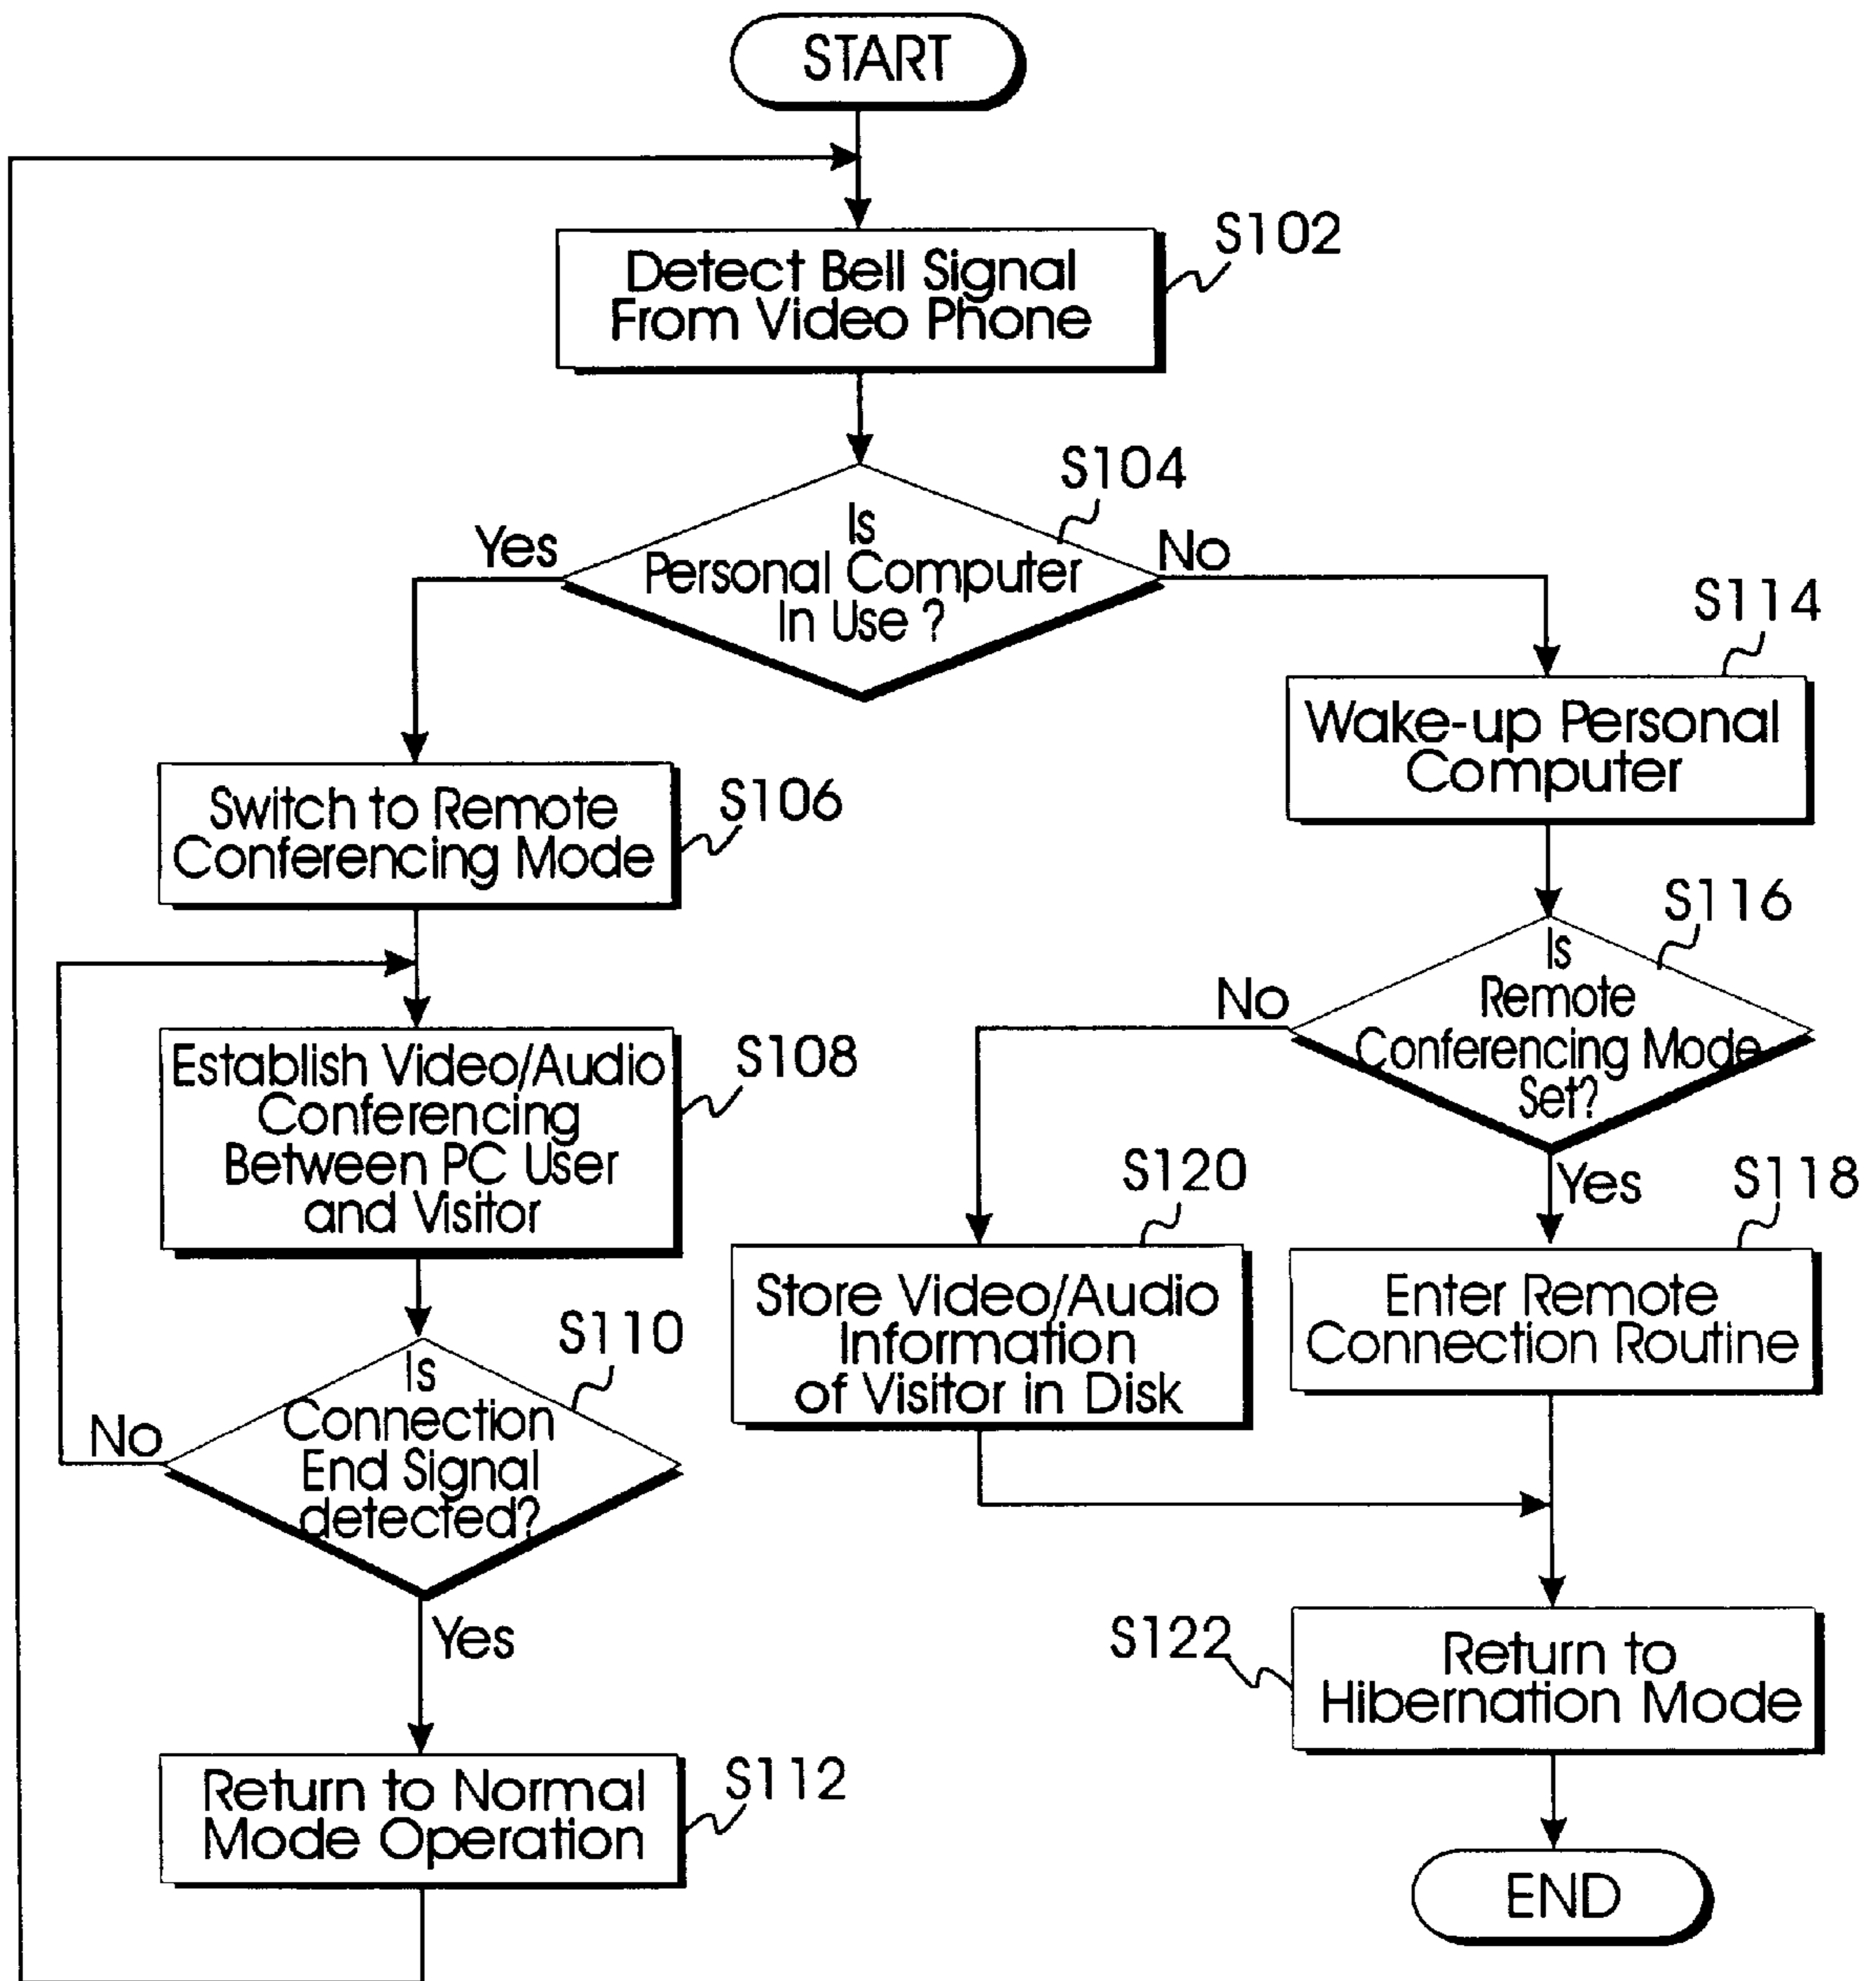 START
S102
Detect Bell Signal
From Video Phone
S104
Is
Personal Computer
In Use ?
Yes
No
S106
Switch to Remote
Conferencing Mode
S108
Establish Video/Audio
Conferencing
Between PC User
and Visitor
S110
Is
Connection
End Signal
detected?
No
Yes
S112
Return to Normal
Mode Operation
S114
Wake-up Personal
Computer
S116
Is
Remote
Conferencing Mode
Set?
No
Yes
S120
Store Video/Audio
Information
of Visitor in Disk
S118
Enter Remote
Connection Routine
S122
Return to
Hibernation Mode
END